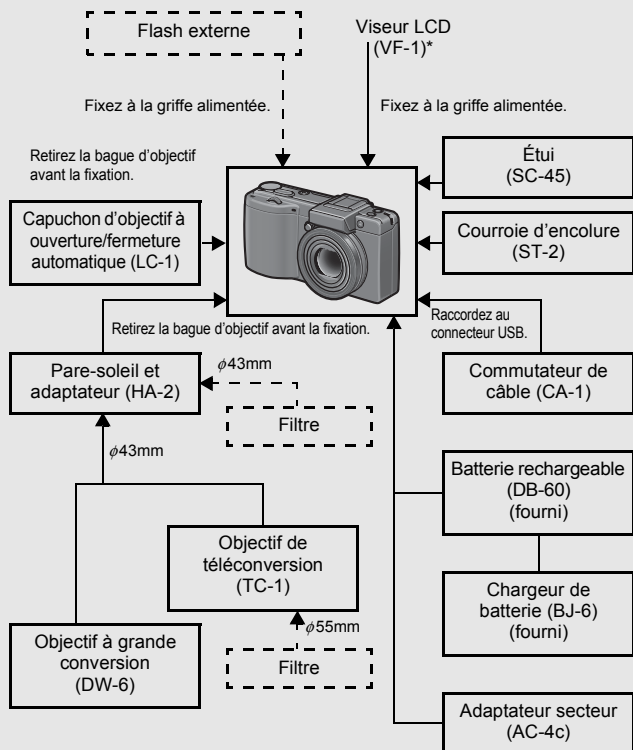 Flash externe
Viseur LCD
(VF-1)*
Fixez à la griffe alimentée.
Fixez à la griffe alimentée.
Retirez la bague d'objectif
avant la fixation.
Étui
(SC-45)
Capuchon d'objectif à
ouverture/fermeture
automatique (LC-1)
Courroie d'encolure
(ST-2)
Retirez la bague d'objectif avant la fixation.
Raccordez au
connecteur USB.
Pare-soleil et
adaptateur (HA-2)
φ43mm
Filtre
Commutateur de
câble (CA-1)
φ43mm
Batterie rechargeable
(DB-60)
(fourni)
Objectif de
téléconversion
(TC-1)
Chargeur de
batterie (BJ-6)
(fourni)
φ55mm
Objectif à grande
conversion
(DW-6)
Filtre
Adaptateur secteur
(AC-4c)